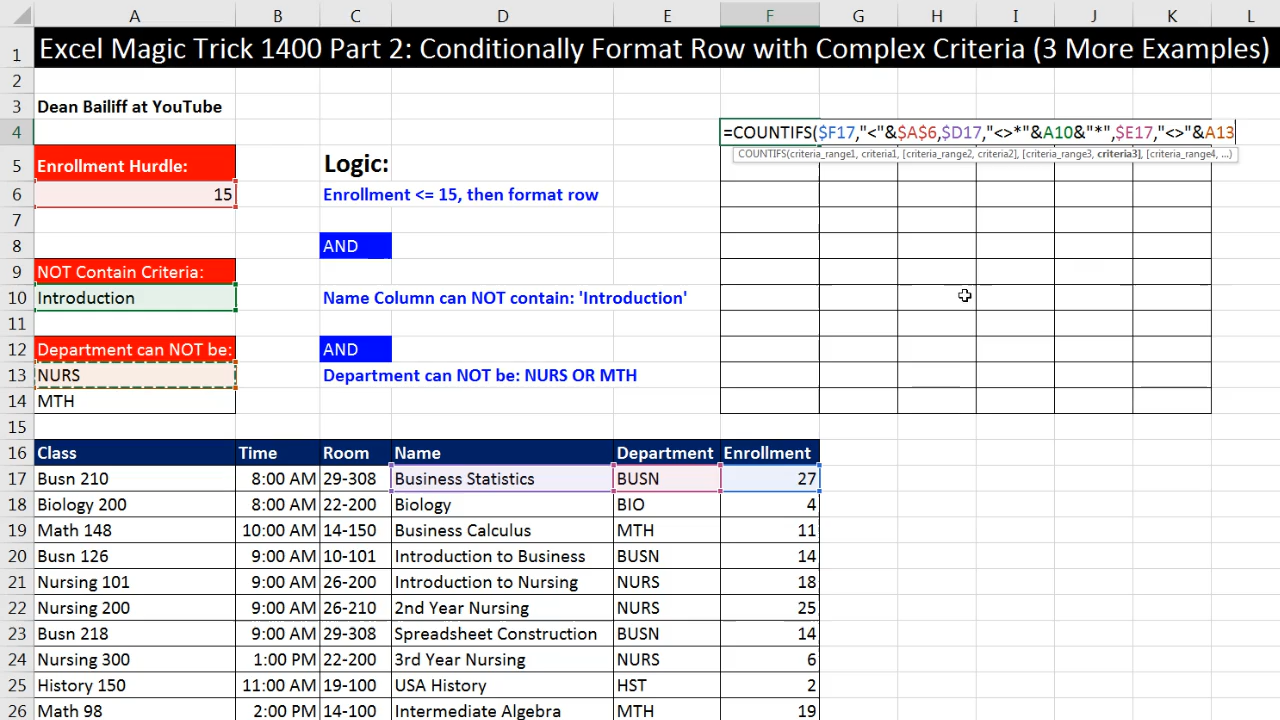 A B C D E F G H I J K L
1 Excel Magic Trick 1400 Part 2: Conditionally Format Row with Complex Criteria (3 More Examples)
2
3 Dean Bailiff at YouTube
4 =COUNTIFS($F17,"<"&$A$6,$D17,"<>*"&A10&"*",$E17,"<>"&A13
COUNTIFS(criteria_range1, criteria1, [criteria_range2, criteria2], [criteria_range3, criteria3], [criteria_range4, ...)
5 Enrollment Hurdle: Logic:
6 15 Enrollment <= 15, then format row
7
8 AND
9 NOT Contain Criteria:
10 Introduction Name Column can NOT contain: 'Introduction'
11
12 Department can NOT be: AND
13 NURS Department can NOT be: NURS OR MTH
14 MTH
15
16 Class Time Room Name Department Enrollment
17 Busn 210 8:00 AM 29-308 Business Statistics BUSN 27
18 Biology 200 8:00 AM 22-200 Biology BIO 4
19 Math 148 10:00 AM 14-150 Business Calculus MTH 11
20 Busn 126 9:00 AM 10-101 Introduction to Business BUSN 14
21 Nursing 101 9:00 AM 26-200 Introduction to Nursing NURS 18
22 Nursing 200 9:00 AM 26-210 2nd Year Nursing NURS 25
23 Busn 218 9:00 AM 29-308 Spreadsheet Construction BUSN 14
24 Nursing 300 1:00 PM 22-200 3rd Year Nursing NURS 6
25 History 150 11:00 AM 19-100 USA History HST 2
26 Math 98 2:00 PM 14-100 Intermediate Algebra MTH 19